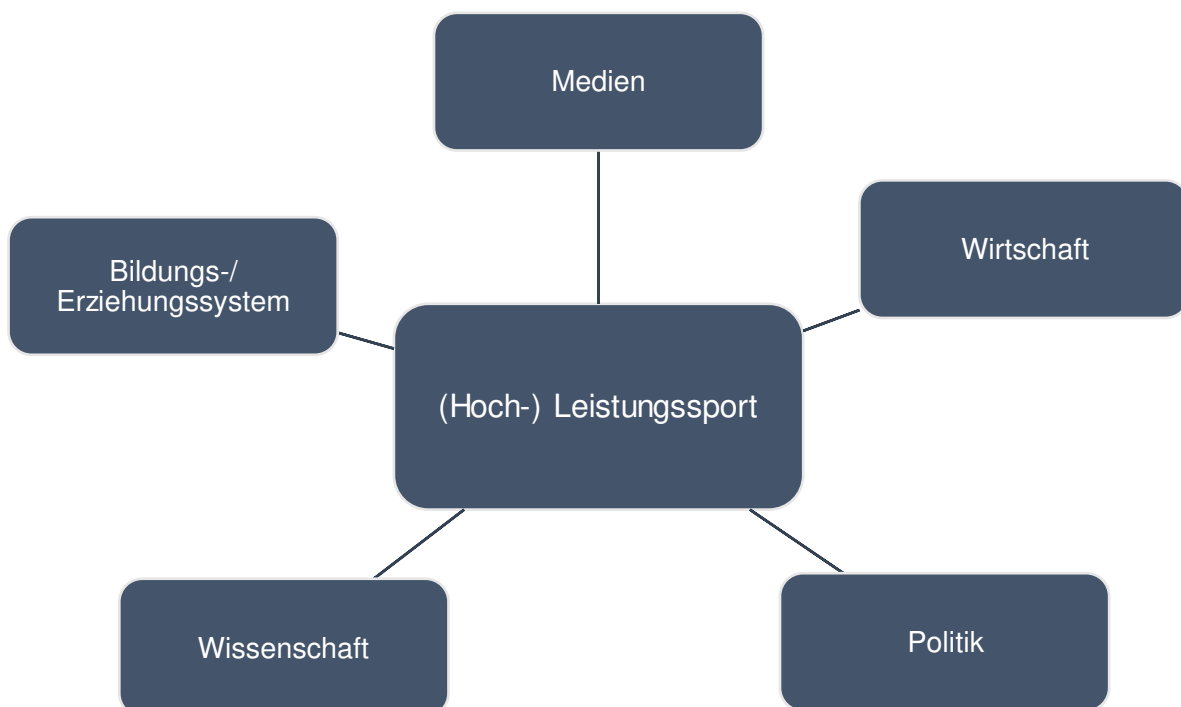 Medien
Wirtschaft
Bildungs-/
Erziehungssystem
(Hoch-) Leistungssport
Wissenschaft
Politik